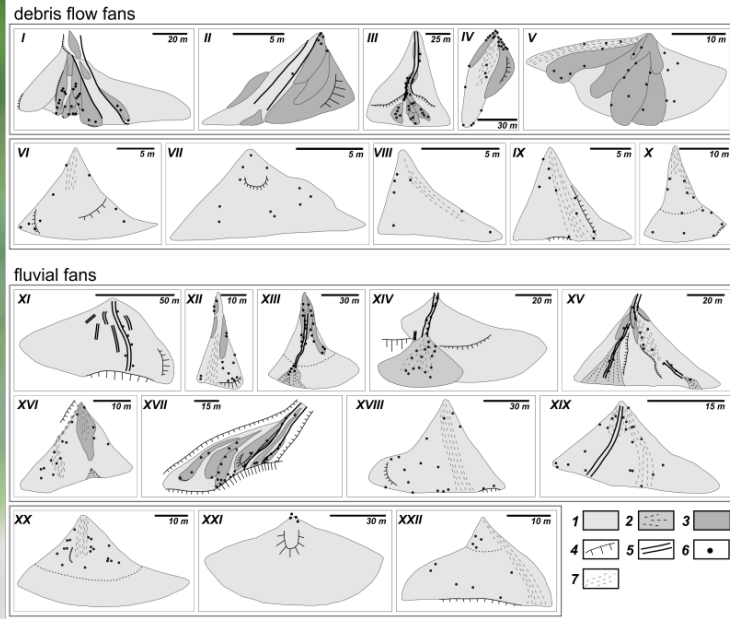 debris flow fans
I 20 m II 5 m III 25 m IV 30 m V 10 m
VI 5 m VII 5 m VIII 5 m IX 5 m X 10 m
fluvial fans
XI 50 m XII 10 m XIII 30 m XIV 20 m XV 20 m
XVI 10 m XVII 15 m XVIII 30 m XIX 15 m
XX 10 m XXI 30 m XXII 10 m
1 2 3
4 5 6
7